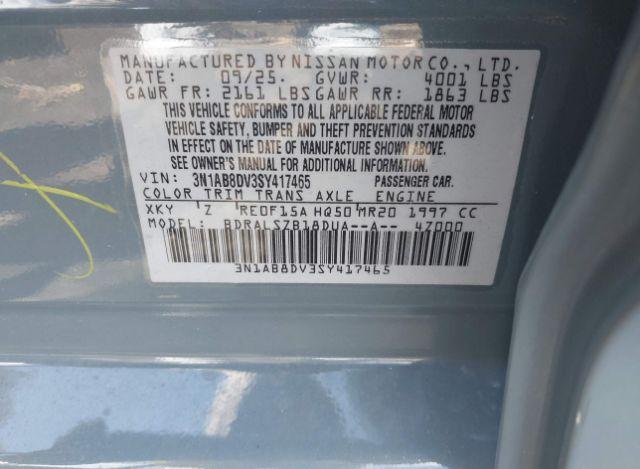 MANUFACTURED BY NISSAN MOTOR CO., LTD.
DATE: 09/25. GVWR: 4001 LBS
GAWR FR: 2161 LBS GAWR RR: 1863 LBS
THIS VEHICLE CONFORMS TO ALL APPLICABLE FEDERAL MOTOR
VEHICLE SAFETY, BUMPER AND THEFT PREVENTION STANDARDS
IN EFFECT ON THE DATE OF MANUFACTURE SHOWN ABOVE.
SEE OWNER'S MANUAL FOR ADDITIONAL INFORMATION.
VIN: 3N1AB8DV3SY417465 PASSENGER CAR.
COLOR TRIM TRANS AXLE ENGINE
XKY Z RE0F15A HQ50 MR20 1997 CC
MODEL: BDRALSZB18DUA--A-- 4Z000
3N1AB8DV3SY417465